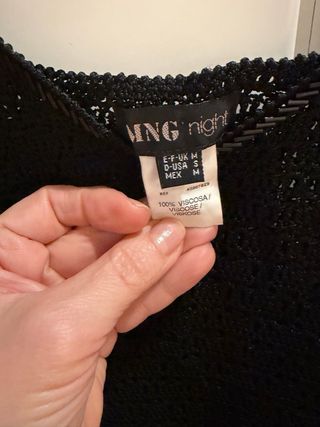 MNG night
E-F-UK M
D-USA S
MEX M
100% VISCOSA/
VISCOSE/
VISKOSE